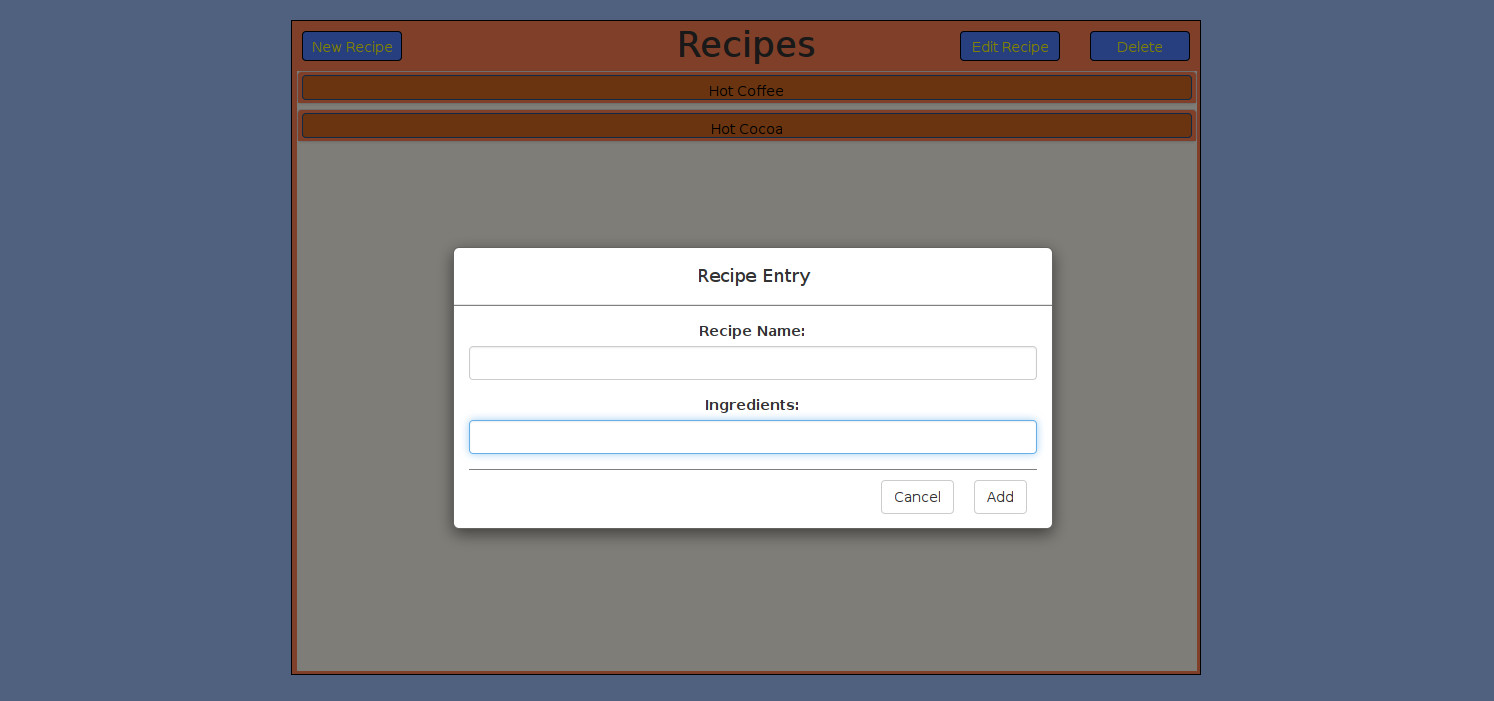 New Recipe Recipes Edit Recipe Delete
Hot Coffee
Hot Cocoa
Recipe Entry
Recipe Name:
Ingredients:
Cancel Add